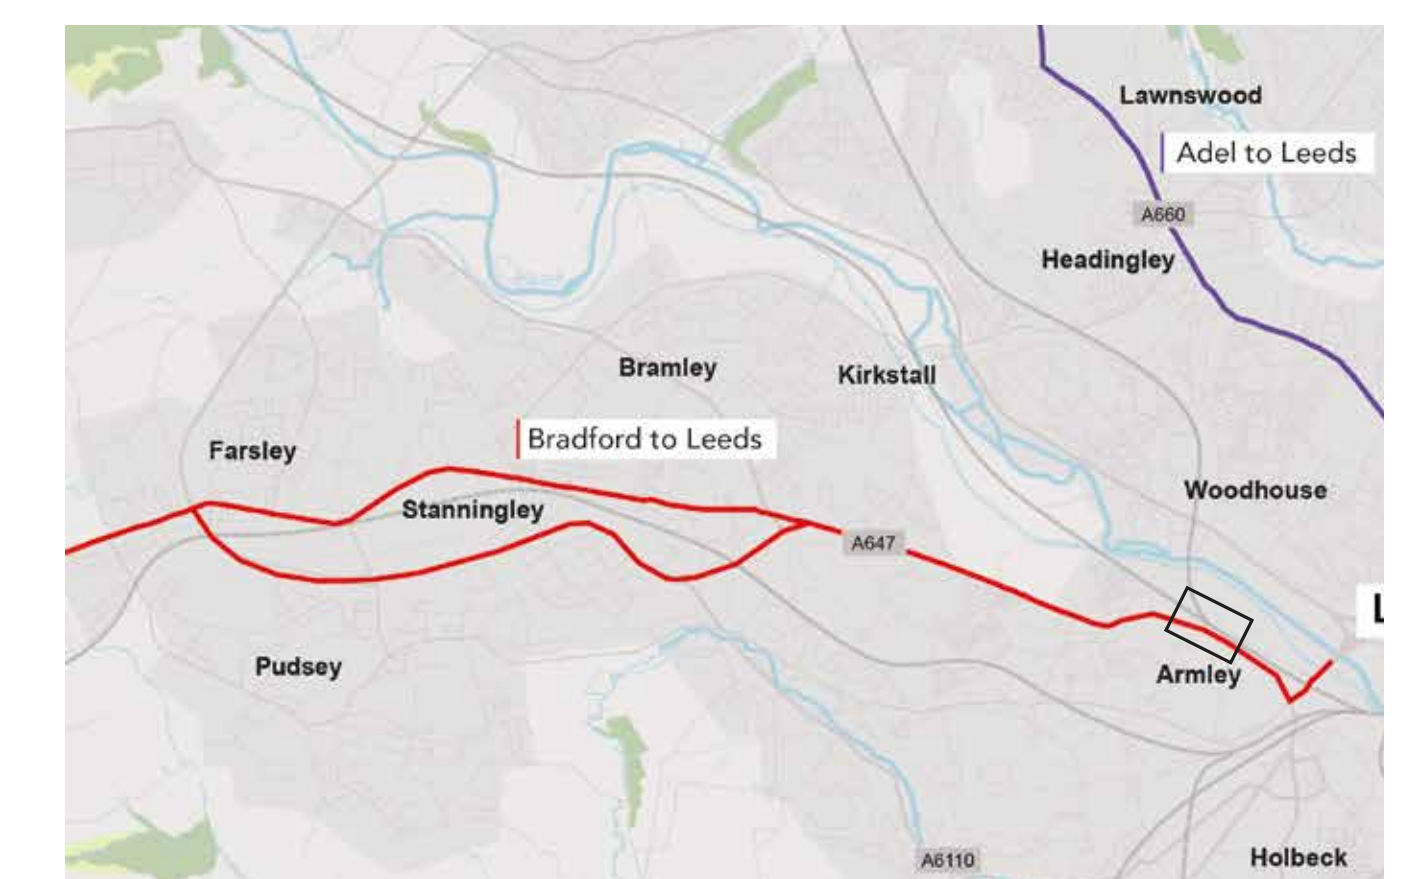 Lawnswood
Adel to Leeds
A660
Headingley
Bramley
Kirkstall
Bradford to Leeds
Farsley
Woodhouse
Stanningley
A647
L
Pudsey
Armley
A6110
Holbeck